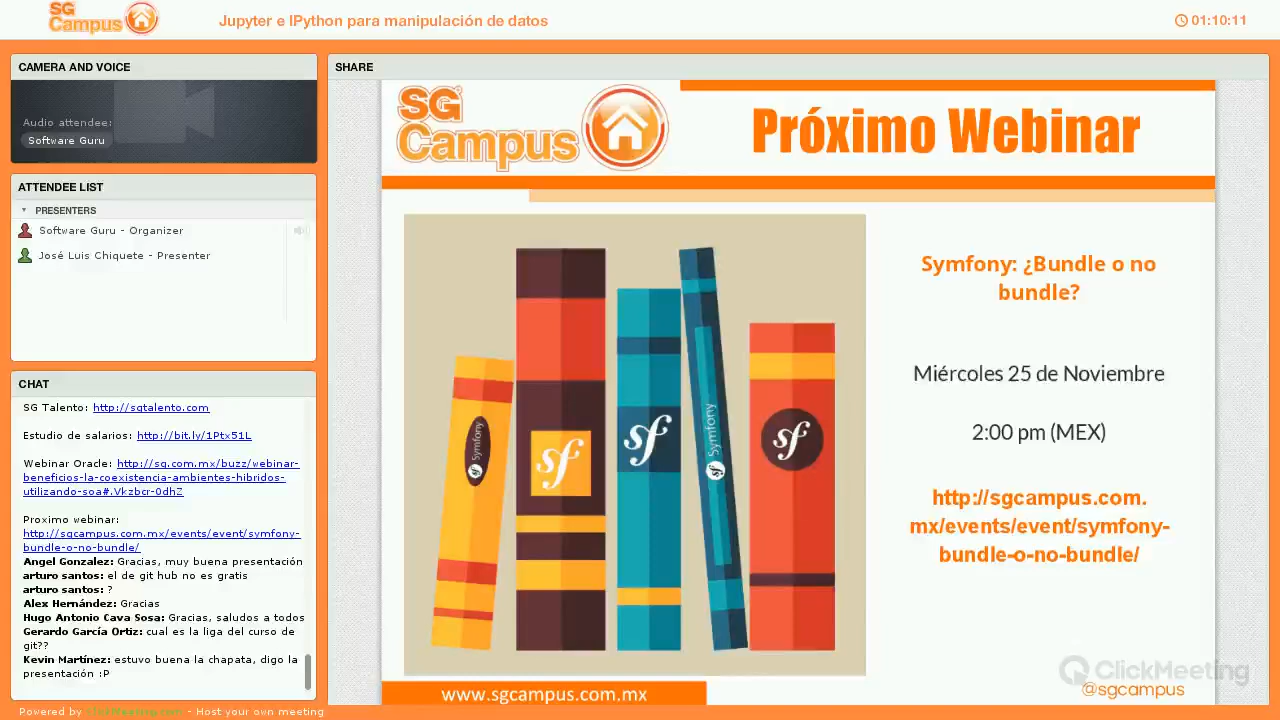 SG
Campus
Jupyter e IPython para manipulación de datos
01:10:11
CAMERA AND VOICE
Audio attendee:
Software Guru
ATTENDEE LIST
PRESENTERS
Software Guru - Organizer
José Luis Chiquete - Presenter
CHAT
SG Talento: http://sgtalento.com
Estudio de salarios: http://bit.ly/1Ptx51L
Webinar Oracle: http://sg.com.mx/buzz/webinar-
beneficios-la-coexistencia-ambientes-hibridos-
utilizando-soa#.Vkzbcr-0dhZ
Proximo webinar:
http://sgcampus.com.mx/events/event/symfony-
bundle-o-no-bundle/
Angel Gonzalez: Gracias, muy buena presentación
arturo santos: el de git hub no es gratis
arturo santos: ?
Alex Hernández: Gracias
Hugo Antonio Cava Sosa: Gracias, saludos a todos
Gerardo García Ortiz: cual es la liga del curso de
git??
Kevin Martínez: estuvo buena la chapata, digo la
presentación :P
Powered by ClickMeeting.com - Host your own meeting
SHARE
SG
Campus
Próximo Webinar
Symfony
sf
sf
Symfony
sf
Symfony: ¿Bundle o no
bundle?
Miércoles 25 de Noviembre
2:00 pm (MEX)
http://sgcampus.com.
mx/events/event/symfony-
bundle-o-no-bundle/
ClickMeeting
@sgcampus
www.sgcampus.com.mx